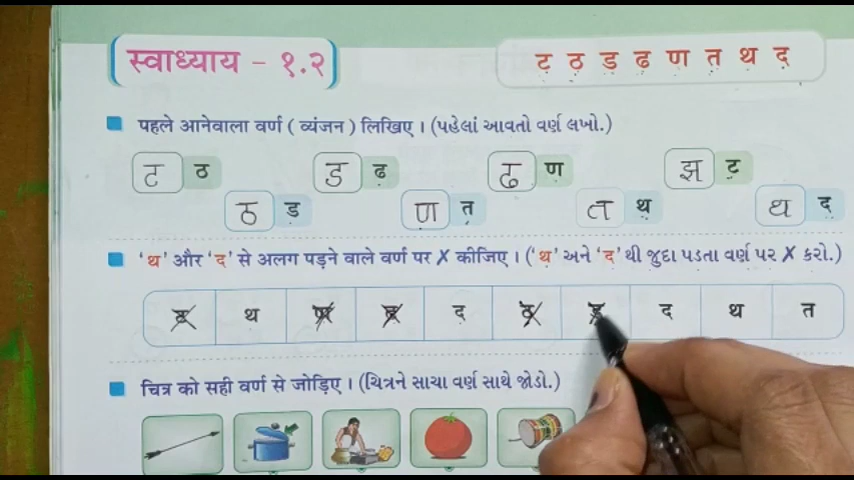 स्वाध्याय - १.२
ट ठ ड ढ ण त थ द
पहले आनेवाला वर्ण ( व्यंजन ) लिखिए । (પહેલાં આવતો વર્ણ લખો.)
ट ठ ड ढ ढ ण झ ट
ठ ड ण त त थ थ द
'थ' और 'द' से अलग पड़ने वाले वर्ण पर ✗ कीजिए । ('થ' અને 'દ' થી જુદા પડતા વર્ણ પર ✗ કરો.)
थ द द थ त
चित्र को सही वर्ण से जोड़िए । (ચિત્રને સાચા વર્ણ સાથે જોડો.)